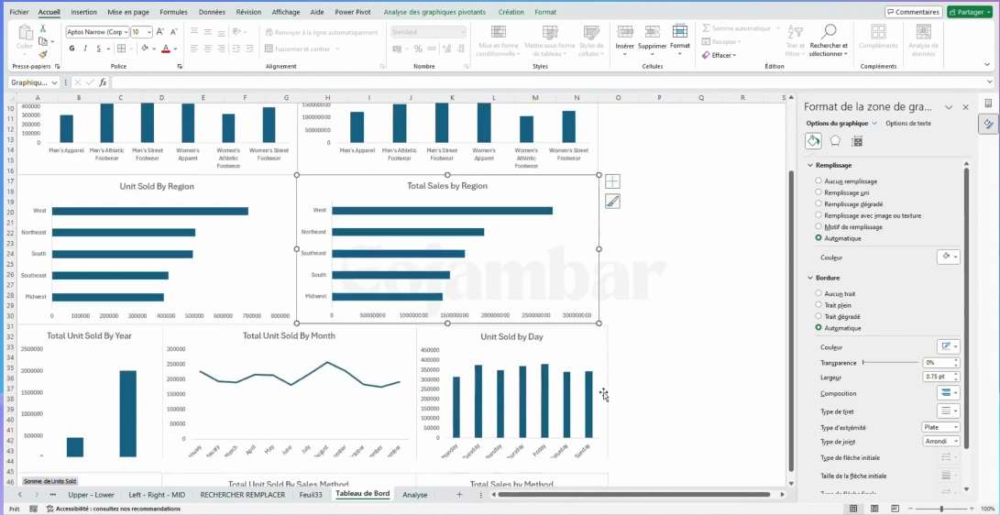 Fichier Accueil Insertion Mise en page Formules Données Révision Affichage Aide Power Pivot Analyse des graphiques pivotants Création Format Commentaires Partager
Coller Aptos Narrow (Corp 10 Renvoyer à la ligne automatiquement Standard Mise en forme conditionnelle Mettre sous forme de tableau Styles de cellules Insérer Supprimer Format Somme automatique Trier et filtrer Rechercher et sélectionner Compléments Analyse de données
G I S Fusionner et centrer Recopier
Effacer
Presse-papiers Police Alignement Nombre Styles Cellules Édition Compléments
Graphiqu... fx
A B C D E F G H I J K L M N O P Q R S
10 11 12 13 14 15 16 17 18 19 20 21 22 23 24 25 26 27 28 29 30 31 32 33 34 35 36 37 38 39 40 41 42 43 44 45 46
400000 300000 200000 100000 0
Men's Apparel Men's Athletic Footwear Men's Street Footwear Women's Apparel Women's Athletic Footwear Women's Street Footwear
150000000 100000000 50000000 0
Men's Apparel Men's Athletic Footwear Men's Street Footwear Women's Apparel Women's Athletic Footwear Women's Street Footwear
Unit Sold By Region
West
Northeast
South
Southeast
Midwest
0 100000 200000 300000 400000 500000 600000 700000 800000
Total Sales by Region
West
Northeast
Southeast
South
Midwest
0 50000000 100000000 150000000 200000000 250000000 300000000
Gojambar
Total Unit Sold By Year
2500000
2000000
1500000
1000000
500000
0
Total Unit Sold By Month
300000
250000
200000
150000
100000
50000
0
March April May June July August
Unit Sold by Day
450000
400000
350000
300000
250000
200000
150000
100000
50000
0
Monday Tuesday Friday Sunday
Somme de Units Sold
Total Unit Sold By Sales Method
Total Sales by Method
Format de la zone de gra...
Options du graphique Options de texte
Remplissage
Aucun remplissage
Remplissage uni
Remplissage dégradé
Remplissage avec image ou texture
Motif de remplissage
Automatique
Couleur
Bordure
Aucun trait
Trait plein
Trait dégradé
Automatique
Couleur
Transparence 0%
Largeur 0.75 pt
Composition
Type de tiret
Type d'extrémité Plate
Type de joint Arrondi
Type de flèche initiale
Taille de la flèche initiale
Upper - Lower Left - Right - MID RECHERCHER REMPLACER Feuil33 Tableau de Bord Analyse
Prêt Accessibilité : consultez nos recommandations 100%